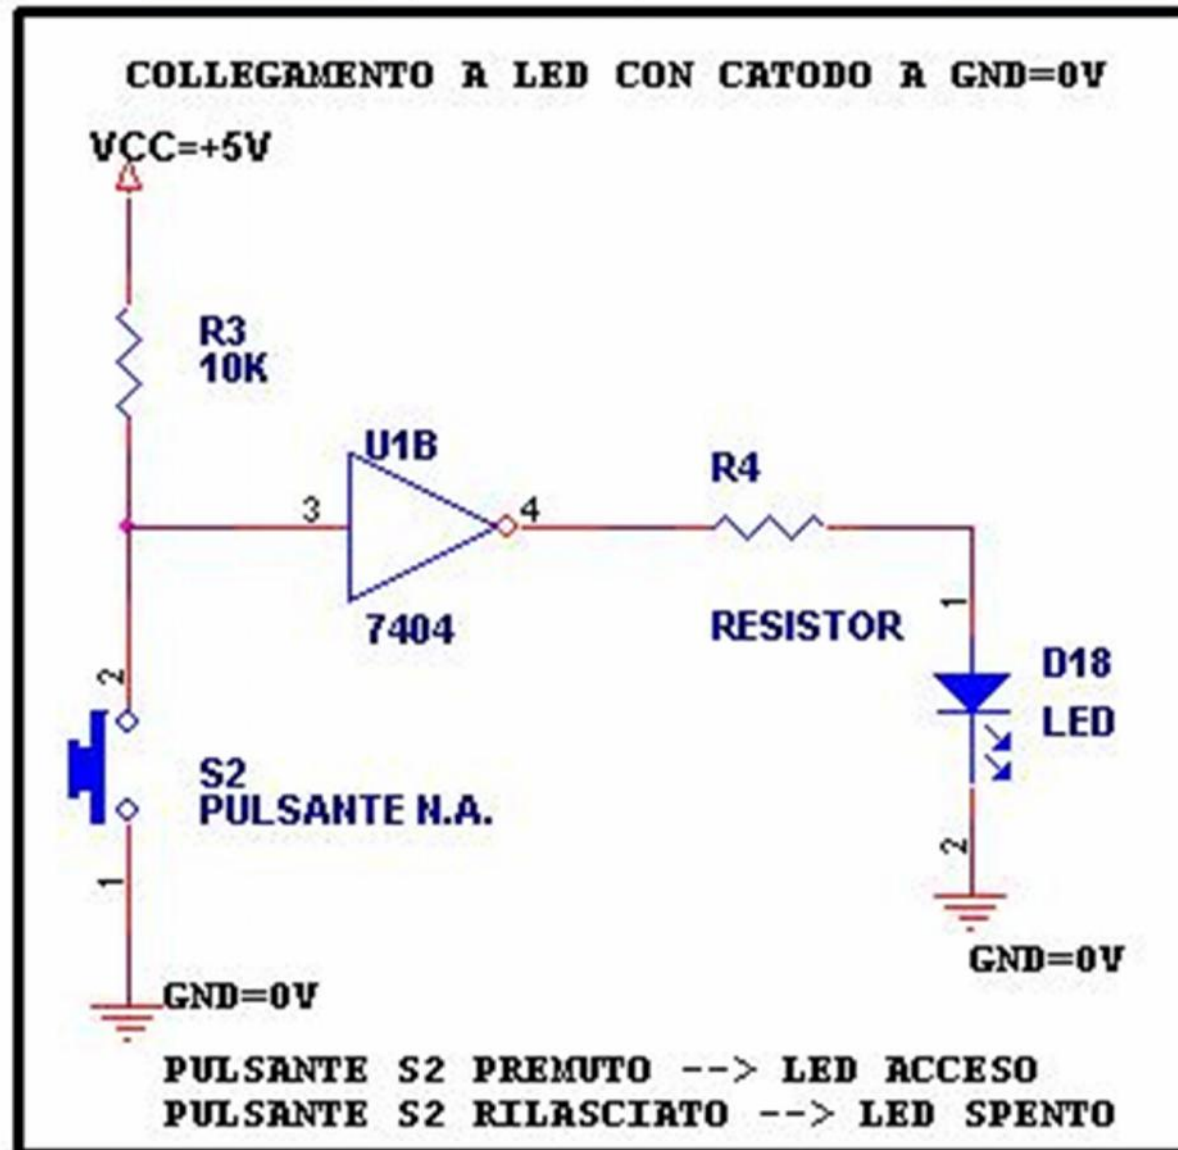 COLLEGAMENTO A LED CON CATODO A GND=0V
VCC=+5V
R3
10K
U1B
3
4
7404
R4
RESISTOR
1
D18
LED
2
GND=0V
2
S2
PULSANTE N.A.
1
GND=0V
PULSANTE S2 PREMUTO --> LED ACCESO
PULSANTE S2 RILASCIATO --> LED SPENTO